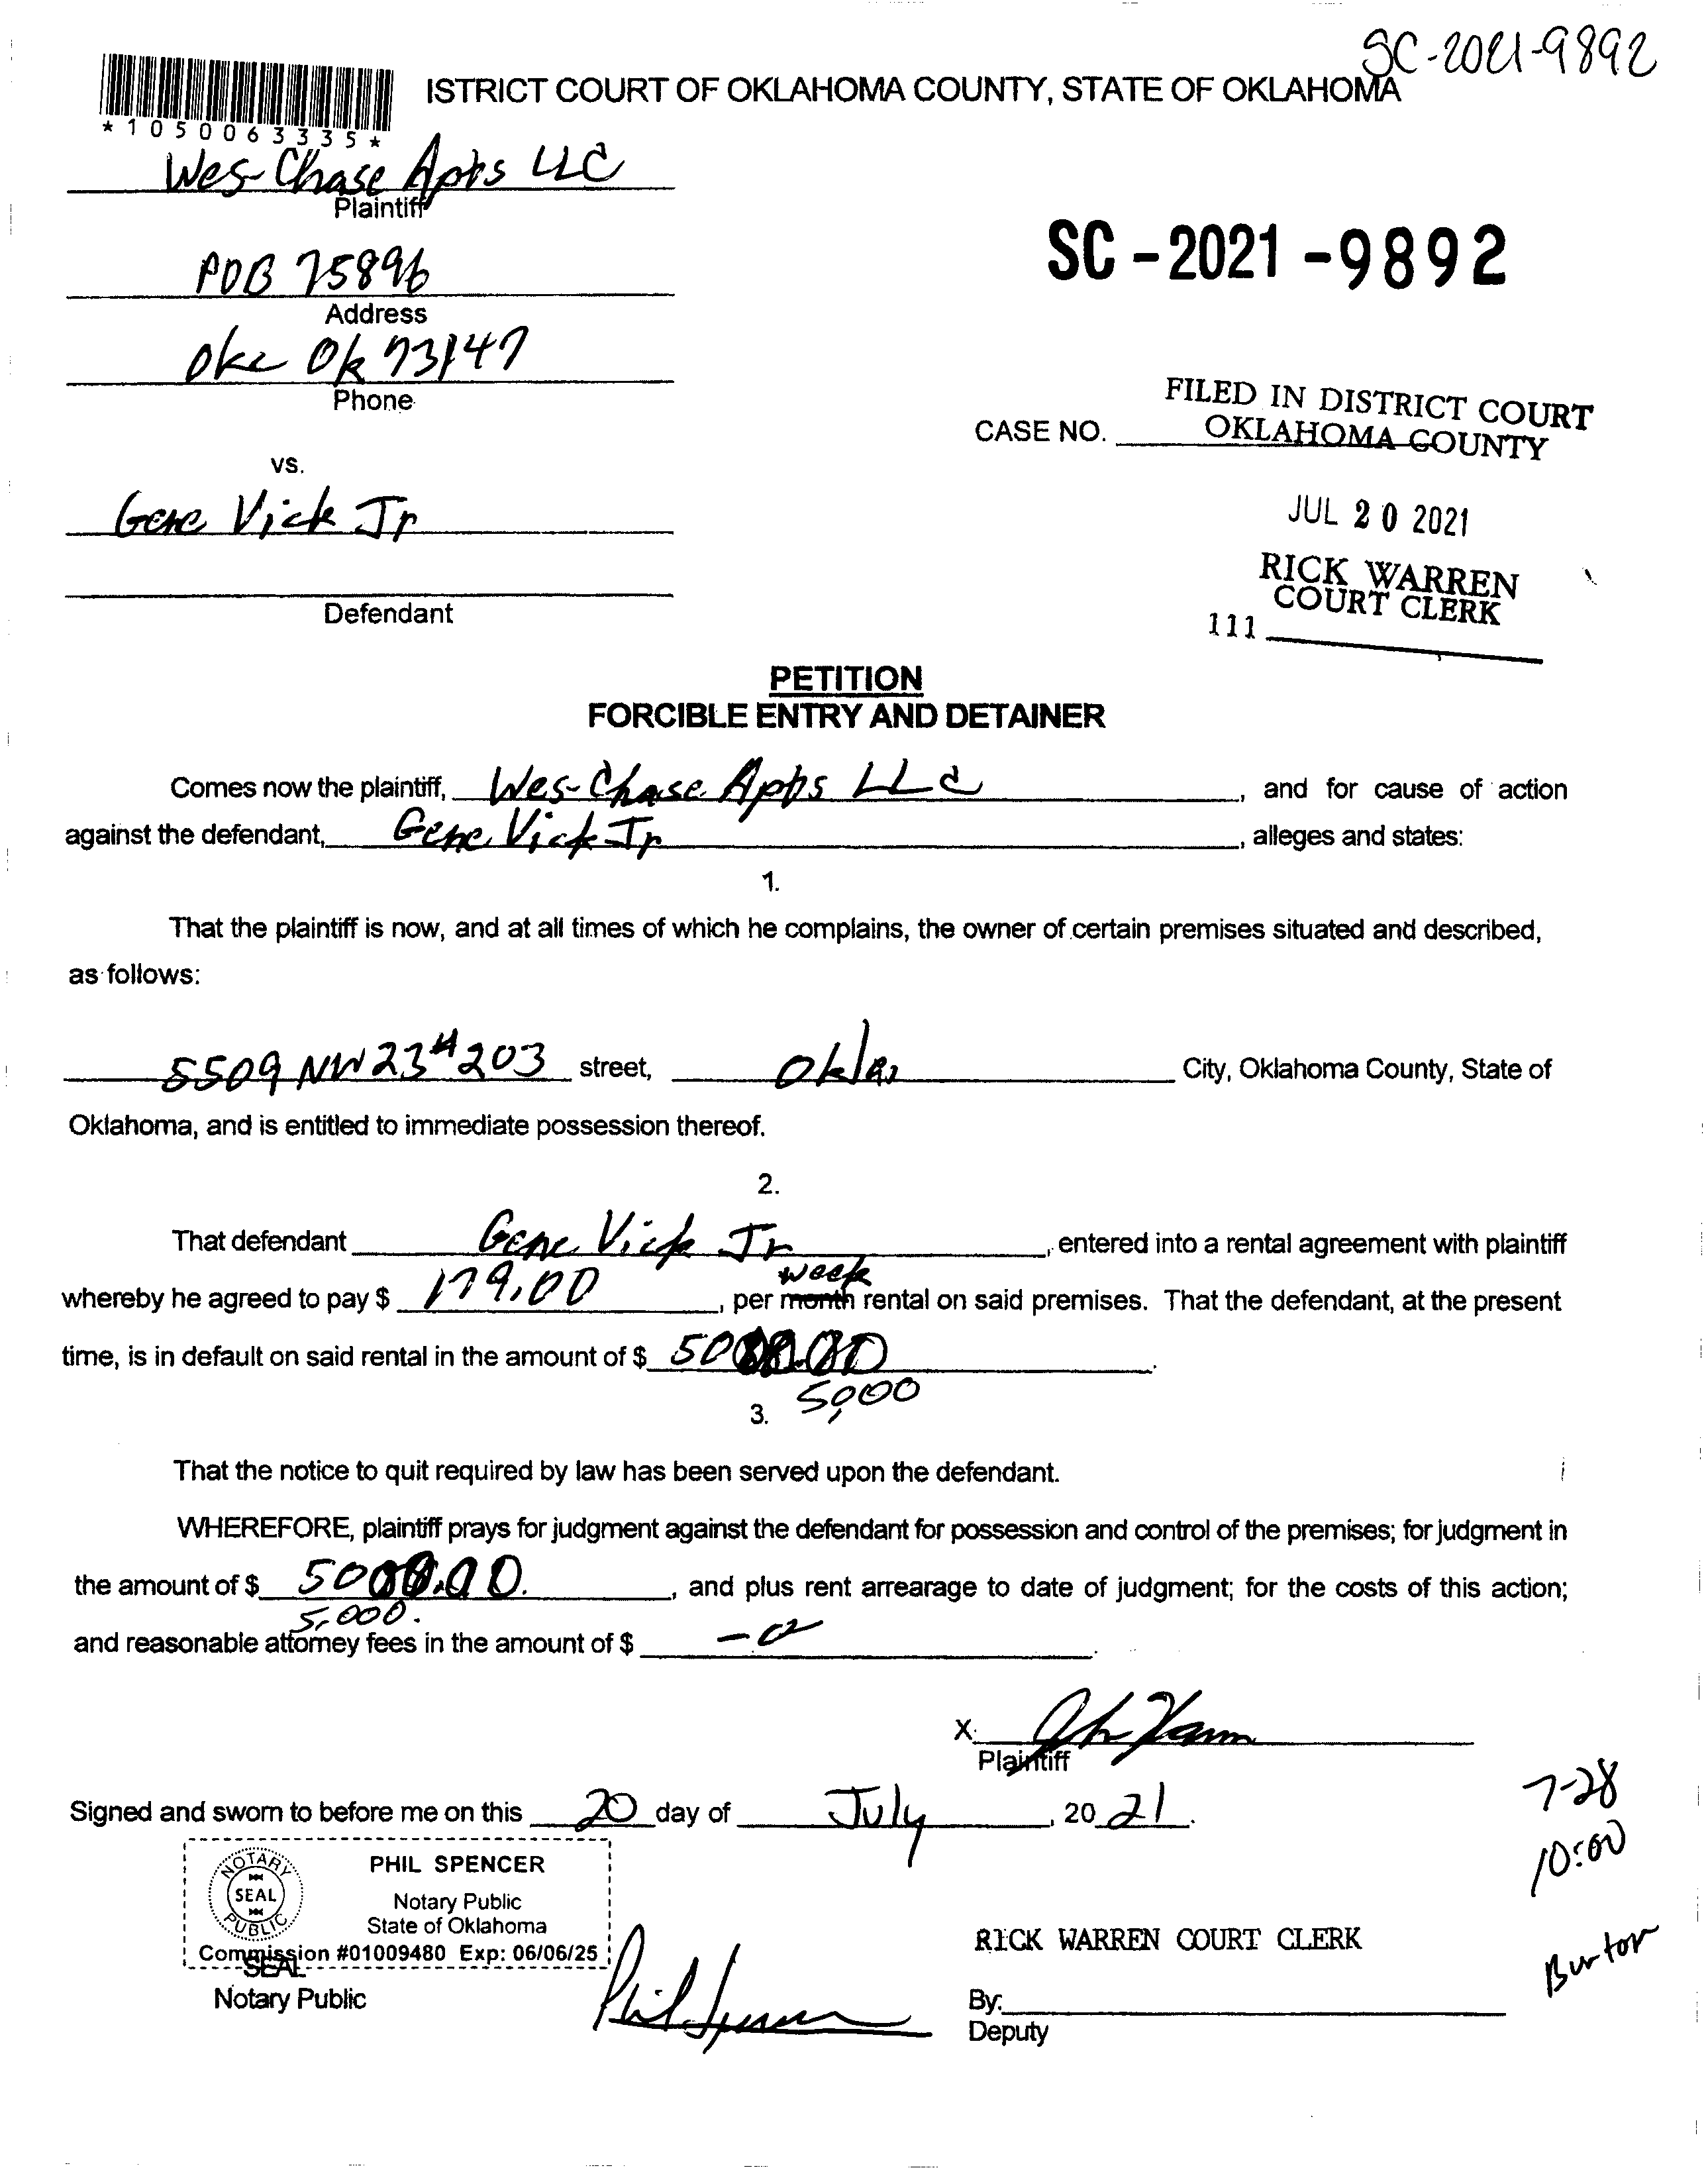 SC-2021-9892
ISTRICT COURT OF OKLAHOMA COUNTY, STATE OF OKLAHOMA
*1050063335*
Wes-Chase Apts LLC
Plaintiff
SC-2021-9892
POB 75896
Address
Okc Ok 73147
Phone
FILED IN DISTRICT COURT
OKLAHOMA COUNTY
CASE NO.
vs.
Gene Vick Jr
JUL 20 2021
RICK WARREN
COURT CLERK
111
Defendant
PETITION
FORCIBLE ENTRY AND DETAINER
Comes now the plaintiff, Wes-Chase Apts LLC, and for cause of action
against the defendant, Gene Vick Jr, alleges and states:
1.
That the plaintiff is now, and at all times of which he complains, the owner of certain premises situated and described,
as follows:
5509 NW 23 # 203 street, Okla City, Oklahoma County, State of
Oklahoma, and is entitled to immediate possession thereof.
2.
That defendant Gene Vick Jr, entered into a rental agreement with plaintiff
week
whereby he agreed to pay $ 179.00, per month rental on said premises. That the defendant, at the present
time, is in default on said rental in the amount of $ 5000.00.
5,000
3.
That the notice to quit required by law has been served upon the defendant.
WHEREFORE, plaintiff prays for judgment against the defendant for possession and control of the premises; for judgment in
the amount of $ 5000.00., and plus rent arrearage to date of judgment; for the costs of this action;
5,000.
and reasonable attorney fees in the amount of $ -0.
X
Plaintiff
Signed and sworn to before me on this 20 day of July, 20 21.
7-28
10:00
Burton
NOTARY PUBLIC
SEAL
PHIL SPENCER
Notary Public
State of Oklahoma
Commission #01009480 Exp: 06/06/25
SEAL
Notary Public
Phil Spencer
RICK WARREN COURT CLERK
By:
Deputy